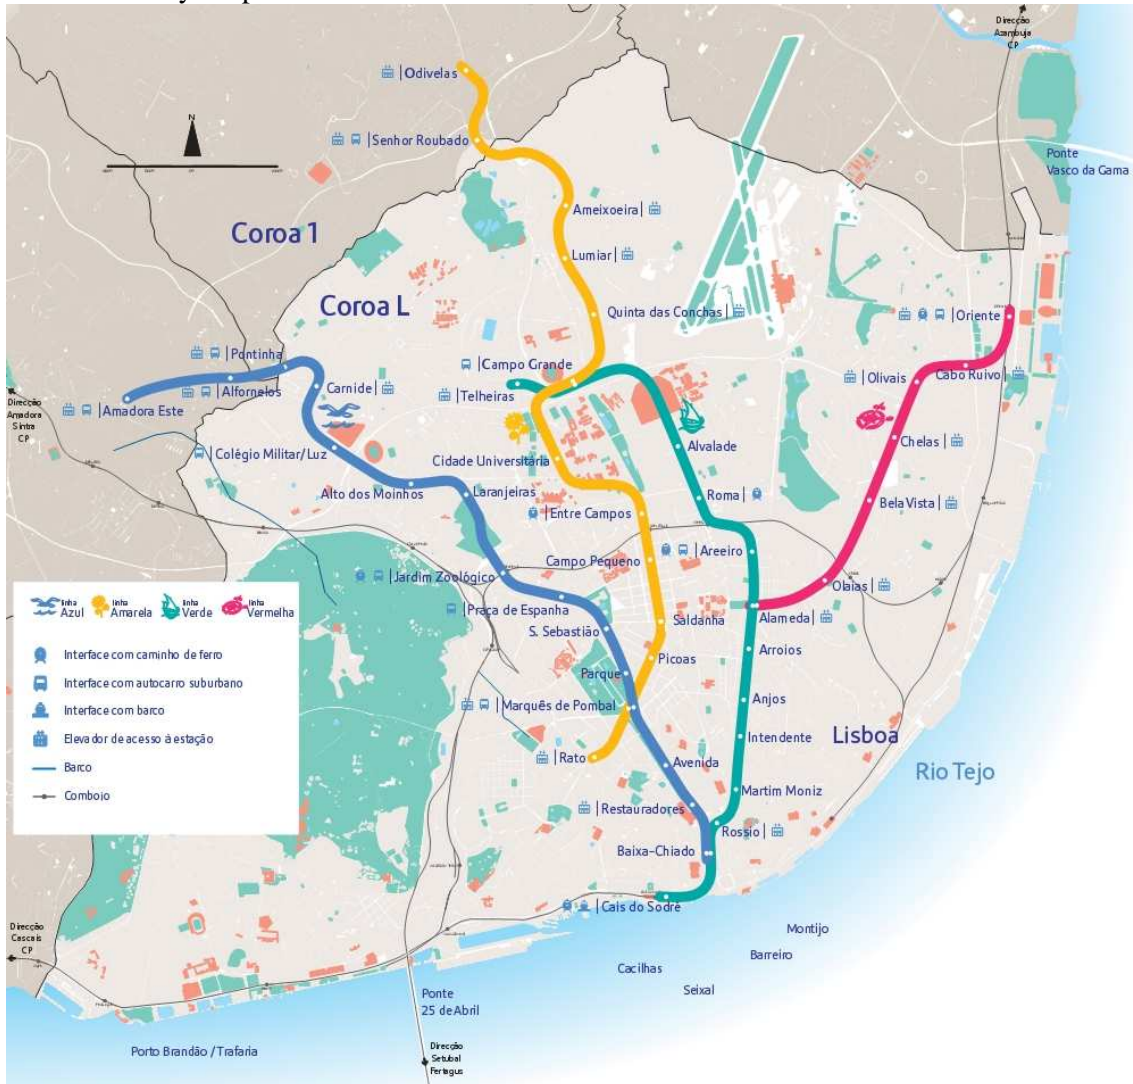 Direcção
Azambuja
CP
Odivelas
Senhor Roubado
N
Ponte
Vasco da Gama
Ameixoeira
Coroa 1
Lumiar
Coroa L
Quinta das Conchas
Oriente
Pontinha
Campo Grande
Alfornelos
Carnide
Telheiras
Olivais
Cabo Ruivo
Amadora Este
Direcção
Amadora
Sintra
CP
Chelas
Alvalade
Colégio Militar/Luz
Cidade Universitária
Alto dos Moinhos
Laranjeiras
Roma
Bela Vista
Entre Campos
Areeiro
Campo Pequeno
Jardim Zoológico
Olaias
Praça de Espanha
linha
Azul
linha
Amarela
linha
Verde
linha
Vermelha
Saldanha
Alameda
S. Sebastião
Arroios
Interface com caminho de ferro
Picoas
Parque
Interface com autocarro suburbano
Anjos
Marquês de Pombal
Interface com barco
Intendente
Lisboa
Elevador de acesso à estação
Rato
Avenida
Rio Tejo
Barco
Martim Moniz
Comboio
Restauradores
Rossio
Baixa-Chiado
Cais do Sodré
Direcção
Cascais
CP
Montijo
Barreiro
Cacilhas
Seixal
Ponte
25 de Abril
Porto Brandão / Trafaria
Direcção
Setubal
Fertagus